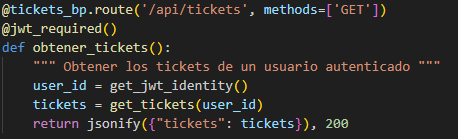 @tickets_bp.route('/api/tickets', methods=['GET'])
@jwt_required()
def obtener_tickets():
    """ Obtener los tickets de un usuario autenticado """
    user_id = get_jwt_identity()
    tickets = get_tickets(user_id)
    return jsonify({"tickets": tickets}), 200